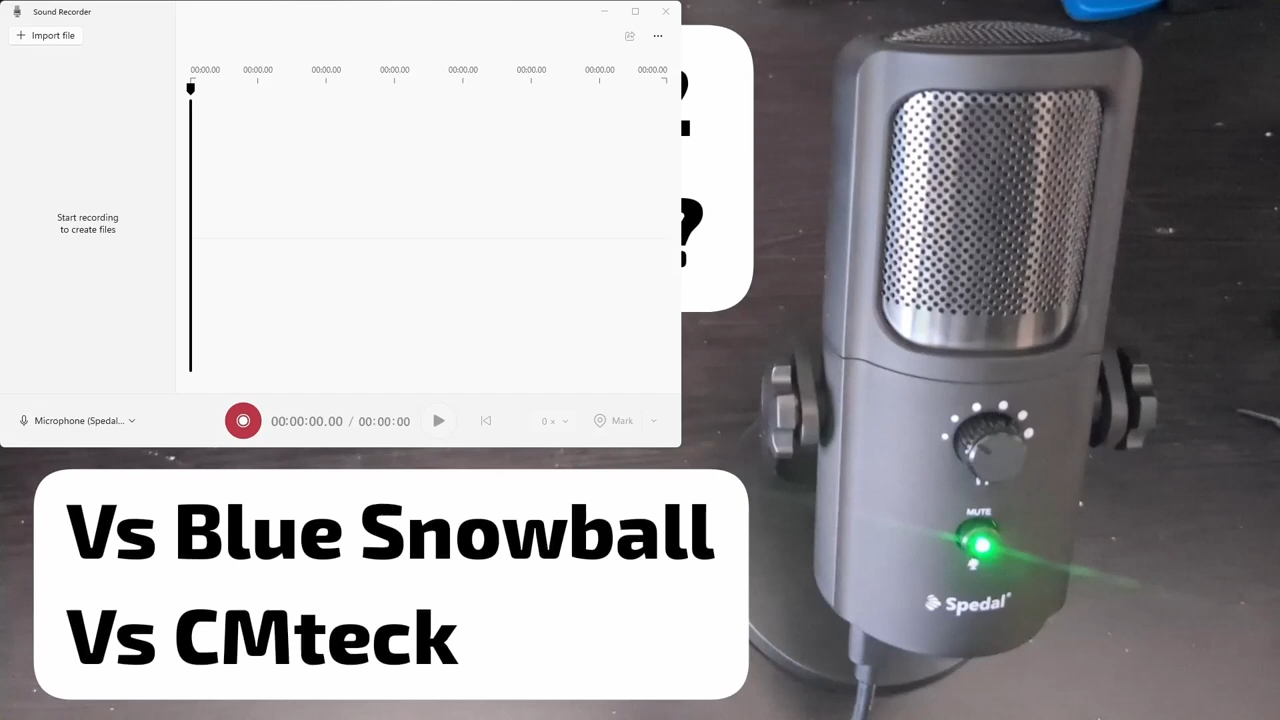 Sound Recorder
Import file
00:00.00 00:00.00 00:00.00 00:00.00 00:00.00 00:00.00 00:00.00 00:00.00
Start recording
to create files
Microphone (Spedal...
00:00:00.00 / 00:00:00
0 ×
Mark
?
Vs Blue Snowball
Vs CMteck
MUTE
Spedal®